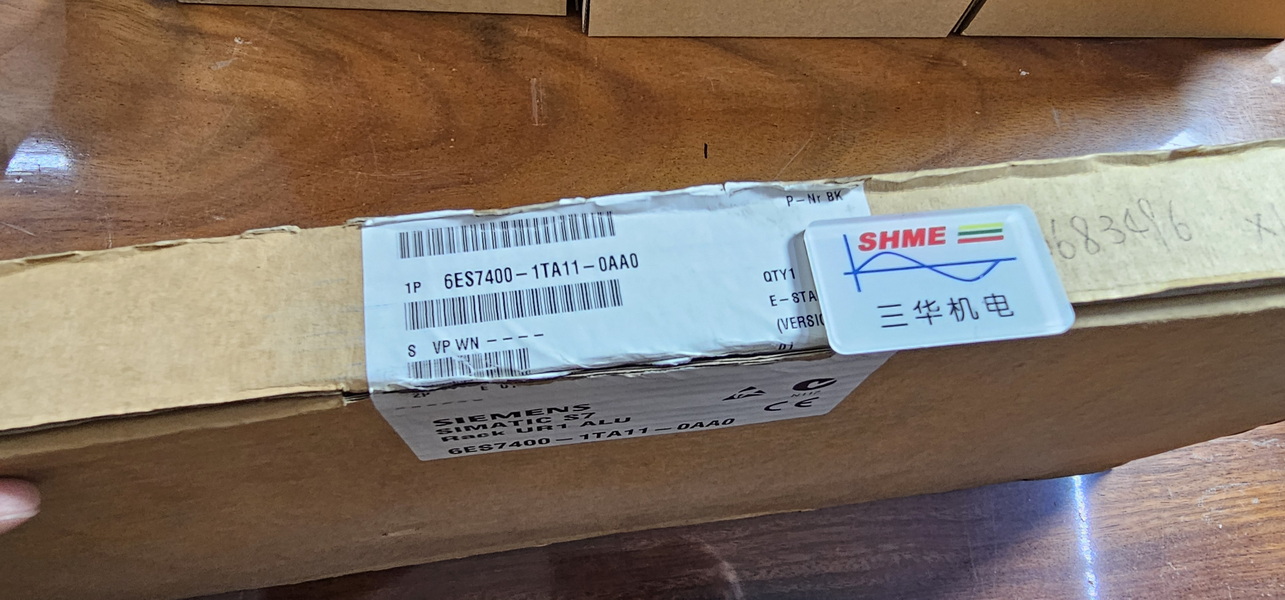 P-Nr BK
1P 6ES7400-1TA11-0AA0
QTY1
E-STA
S VP WN ----
(VERSIO
SHME
三华机电
SIEMENS
SIMATIC S7
Rack UR1 ALU
6ES7400-1TA11-0AA0
CE